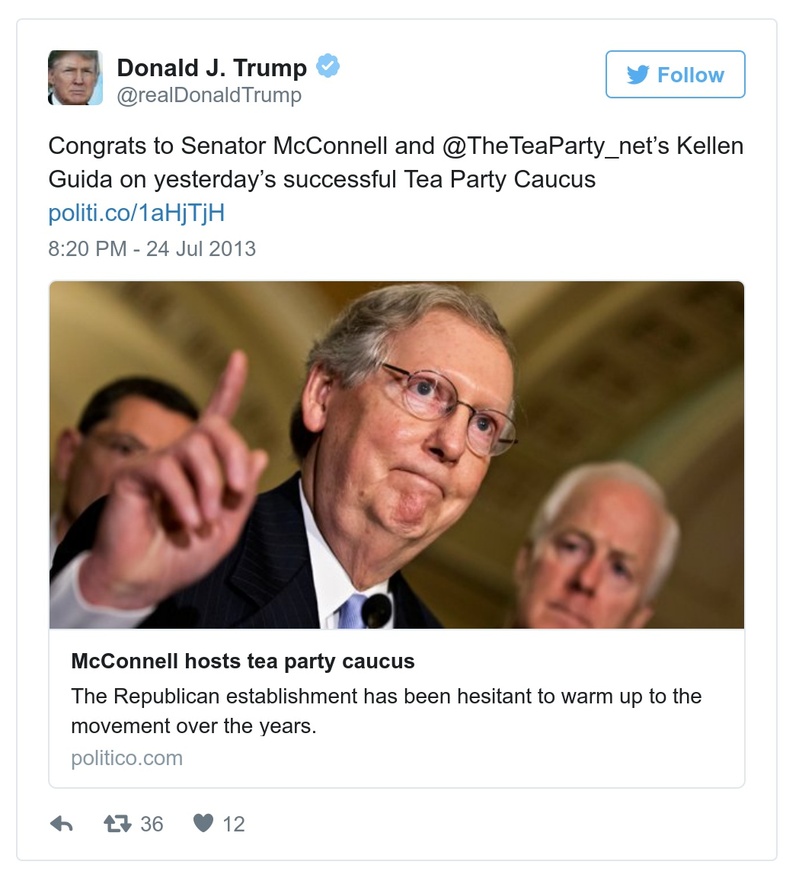 Donald J. Trump
@realDonaldTrump
Follow
Congrats to Senator McConnell and @TheTeaParty_net’s Kellen
Guida on yesterday’s successful Tea Party Caucus
politi.co/1aHjTjH
8:20 PM - 24 Jul 2013
McConnell hosts tea party caucus
The Republican establishment has been hesitant to warm up to the
movement over the years.
politico.com
36
12